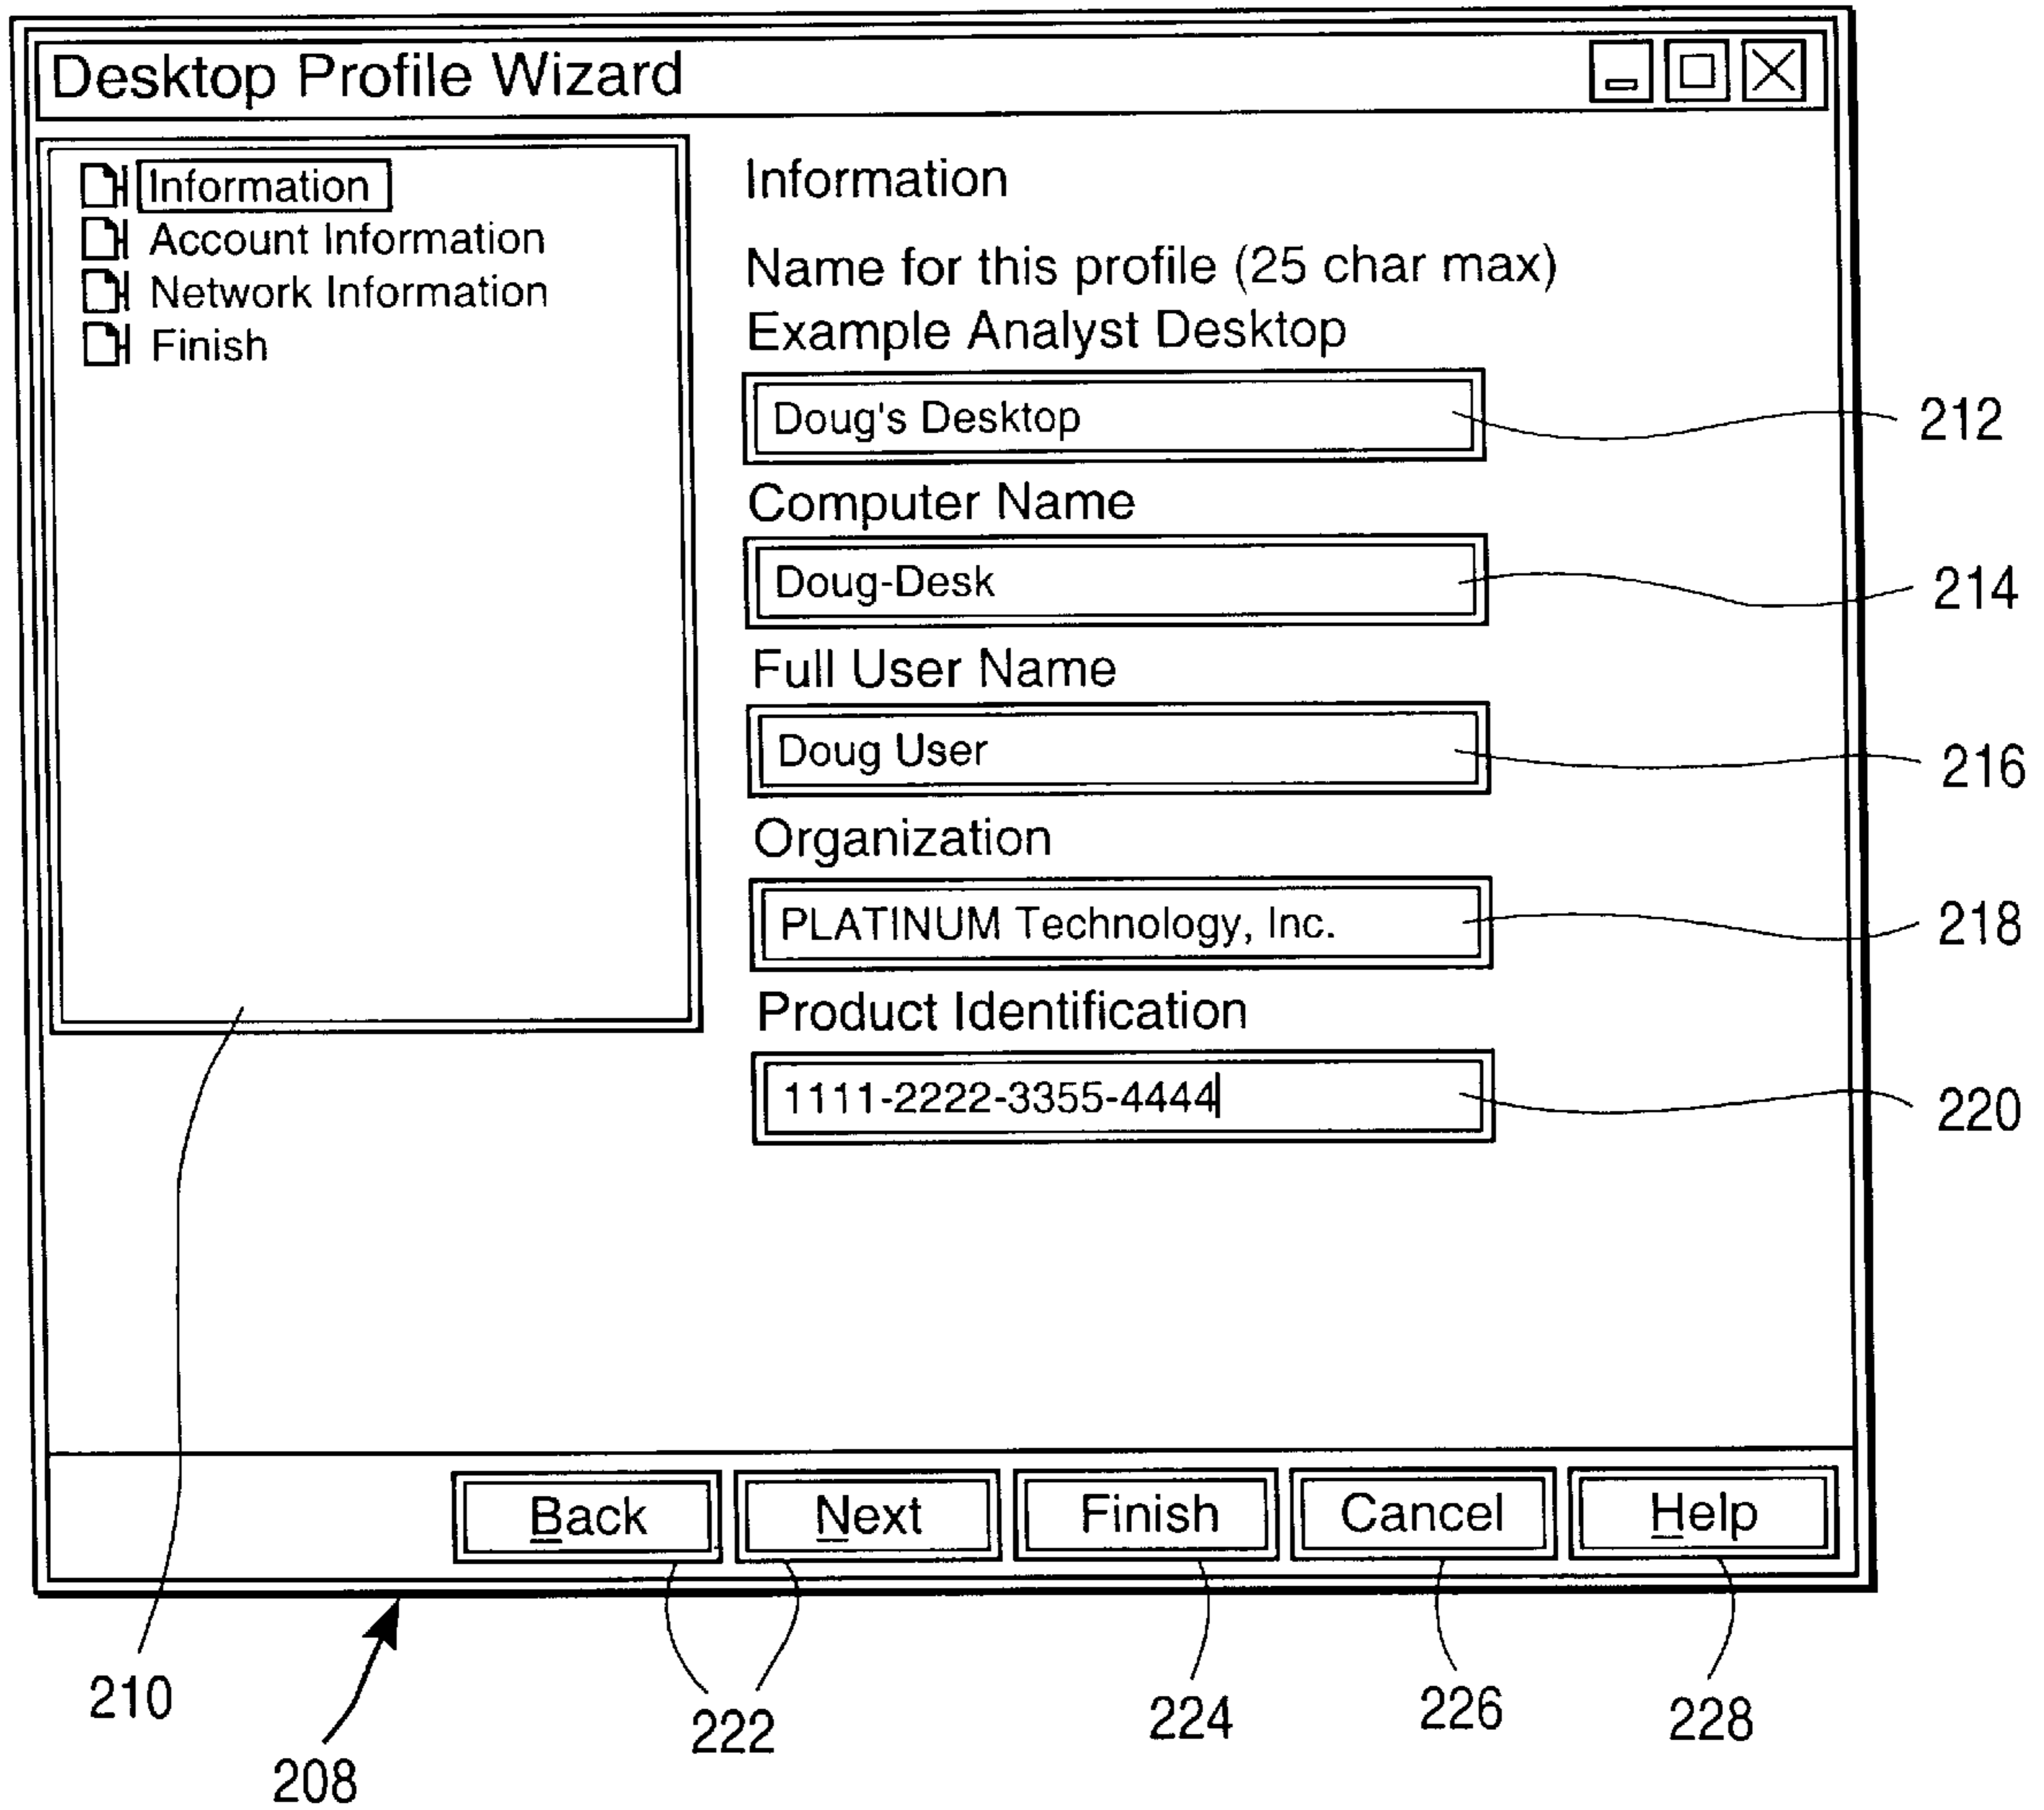 Desktop Profile Wizard
Information
Account Information
Network Information
Finish
Information
Name for this profile (25 char max)
Example Analyst Desktop
Doug's Desktop
212
Computer Name
Doug-Desk
214
Full User Name
Doug User
216
Organization
PLATINUM Technology, Inc.
218
Product Identification
1111-2222-3355-4444
220
Back
Next
Finish
Cancel
Help
210
208
222
224
226
228